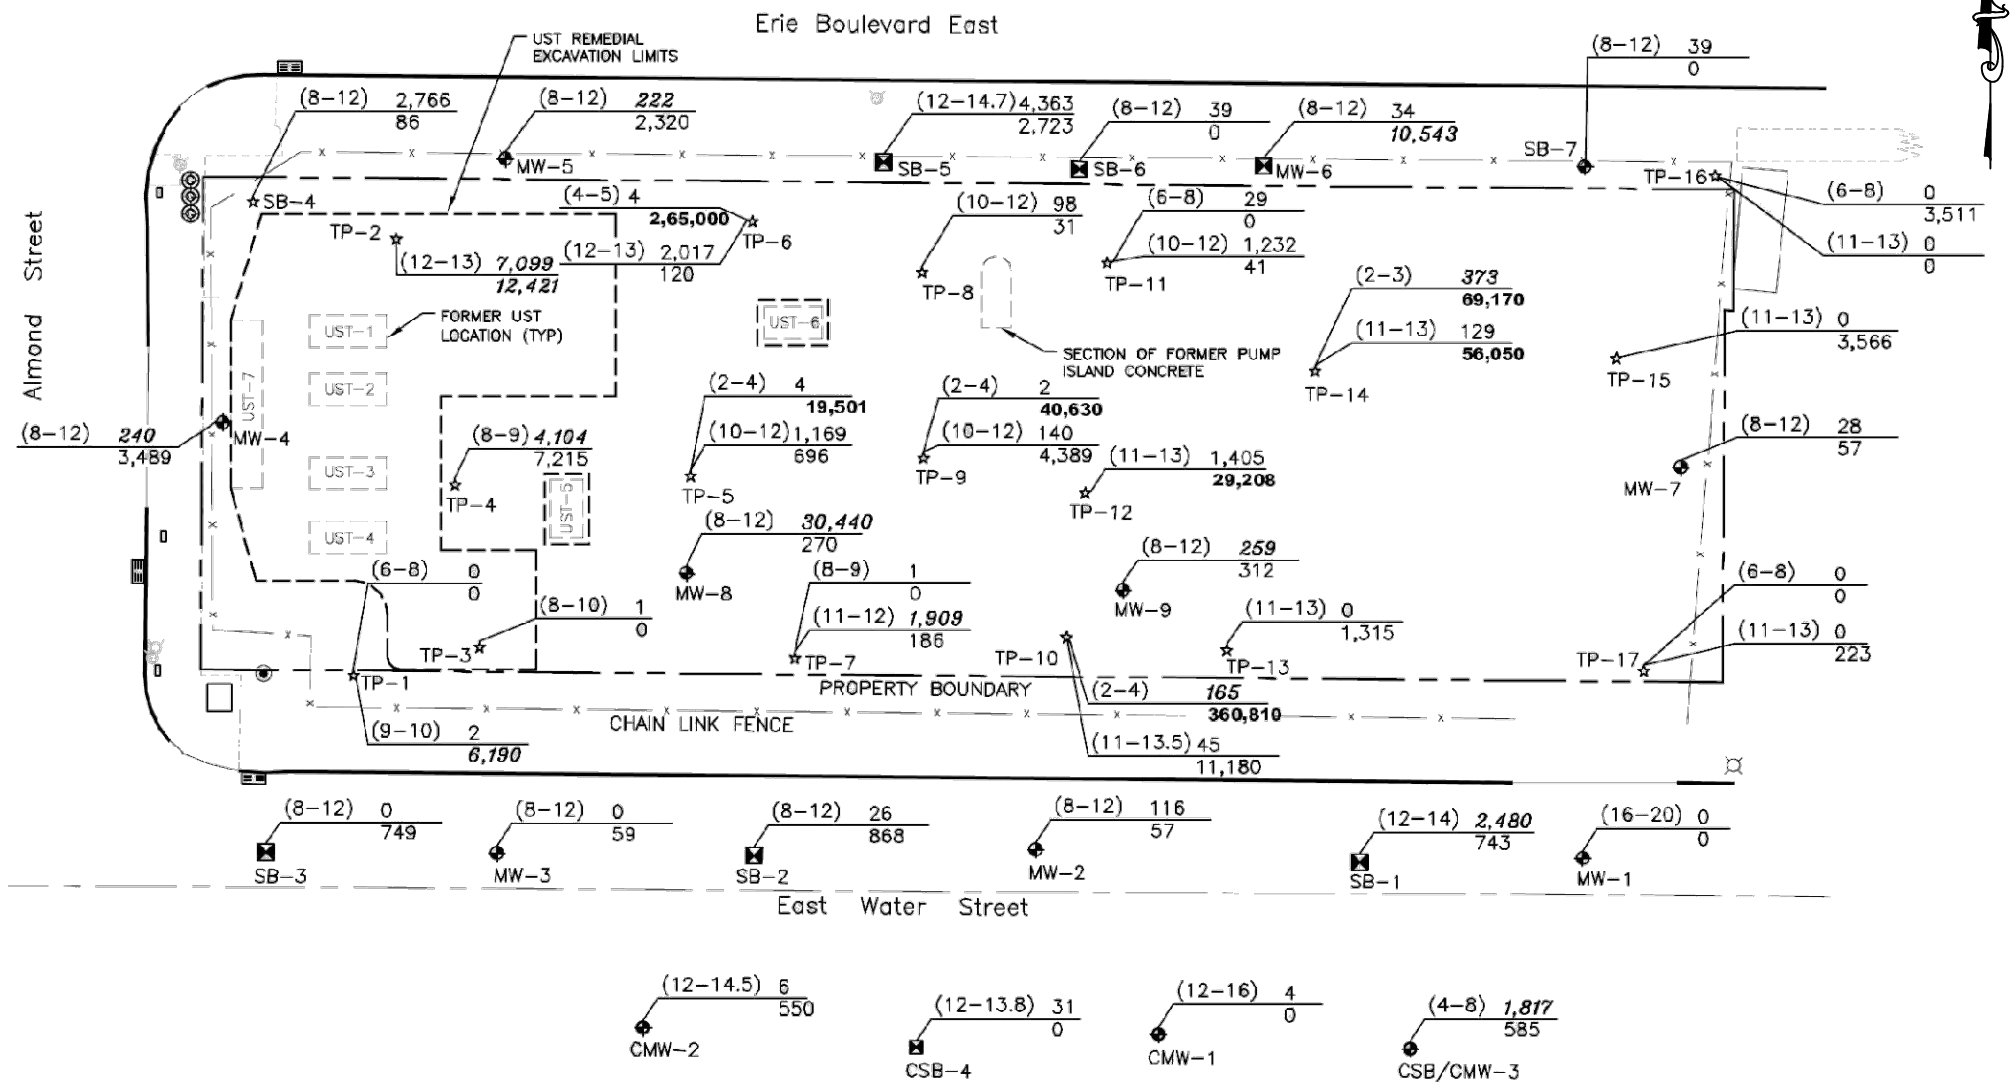 Erie Boulevard East
UST REMEDIAL
EXCAVATION LIMITS
(8-12) 39
0
(8-12) 2,766
86
(8-12) 222
2,320
(12-14.7) 4,363
2,723
(8-12) 39
0
(8-12) 34
10,543
MW-5
SB-5
SB-6
MW-6
SB-7
TP-16
(6-8) 0
3,511
(11-13) 0
0
SB-4
TP-2
(4-5) 4
2,65,000
TP-6
(12-13) 2,017
120
(12-13) 7,099
12,421
(10-12) 98
31
TP-8
(6-8) 29
0
(10-12) 1,232
41
TP-11
(2-3) 373
69,170
(11-13) 129
56,050
TP-14
(11-13) 0
3,566
TP-15
Almond Street
UST-1
FORMER UST
LOCATION (TYP)
UST-6
SECTION OF FORMER PUMP
ISLAND CONCRETE
UST-2
UST-7
(2-4) 4
19,501
(10-12) 1,169
696
TP-5
(2-4) 2
40,630
(10-12) 140
4,389
TP-9
(8-12) 240
3,489
MW-4
(8-9) 4,104
7,215
TP-4
UST-3
UST-5
UST-4
(11-13) 1,405
29,208
TP-12
(8-12) 28
57
MW-7
(8-12) 30,440
270
MW-8
(8-12) 259
312
MW-9
(6-8) 0
0
(8-10) 1
0
TP-3
(8-9) 1
0
(11-12) 1,909
186
TP-7
TP-10
(11-13) 0
1,315
TP-13
(6-8) 0
0
(11-13) 0
223
TP-17
TP-1
PROPERTY BOUNDARY
(2-4) 165
360,810
CHAIN LINK FENCE
(9-10) 2
6,190
(11-13.5) 45
11,180
(8-12) 0
749
SB-3
(8-12) 0
59
MW-3
(8-12) 26
868
SB-2
(8-12) 116
57
MW-2
(12-14) 2,480
743
SB-1
(16-20) 0
0
MW-1
East Water Street
(12-14.5) 6
550
CMW-2
(12-13.8) 31
0
CSB-4
(12-16) 4
0
CMW-1
(4-8) 1,817
585
CSB/CMW-3